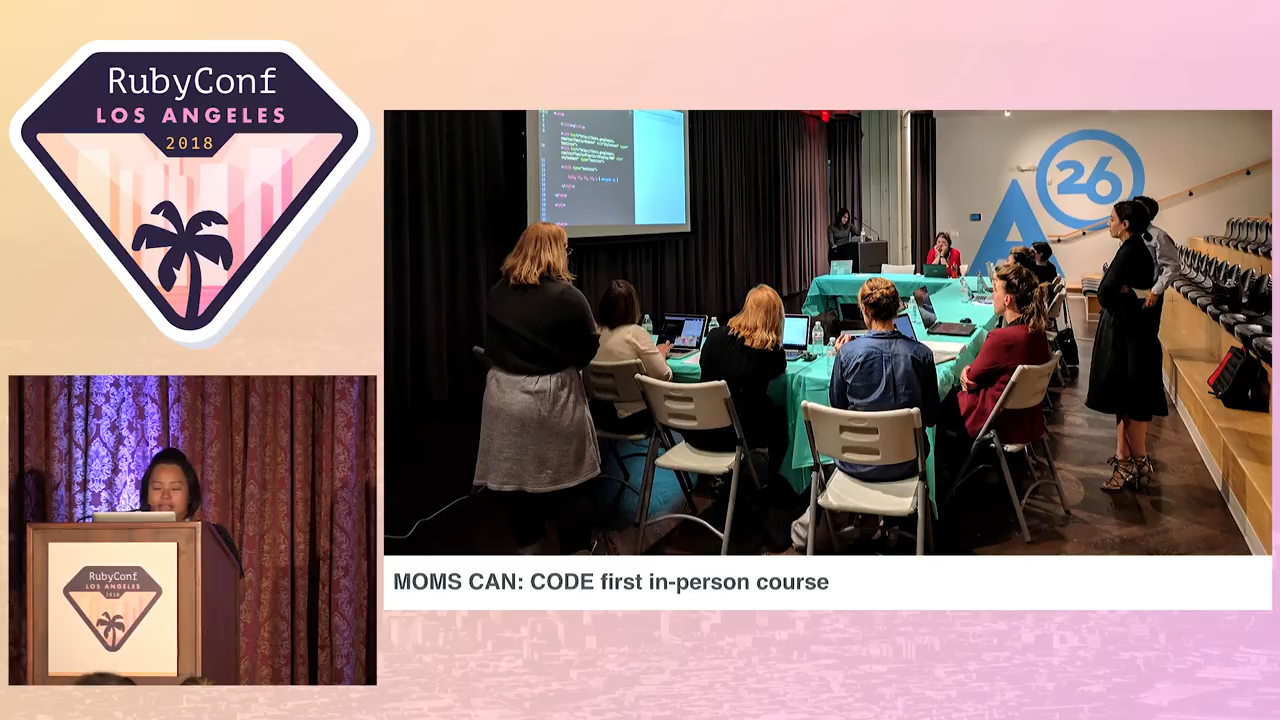 RubyConf
LOS ANGELES
2018
26
A
MOMS CAN: CODE first in-person course
RubyConf
LOS ANGELES
2018